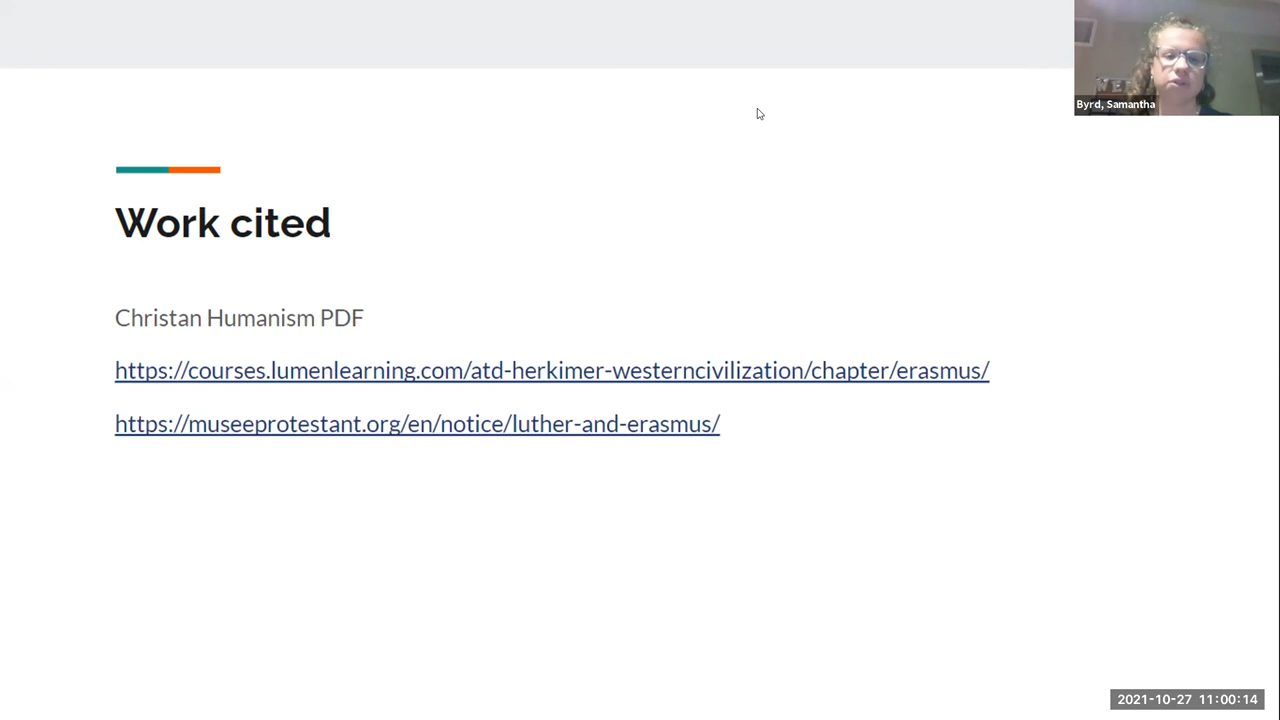 Byrd, Samantha
Work cited
Christan Humanism PDF
https://courses.lumenlearning.com/atd-herkimer-westerncivilization/chapter/erasmus/
https://museeprotestant.org/en/notice/luther-and-erasmus/
2021-10-27 11:00:14